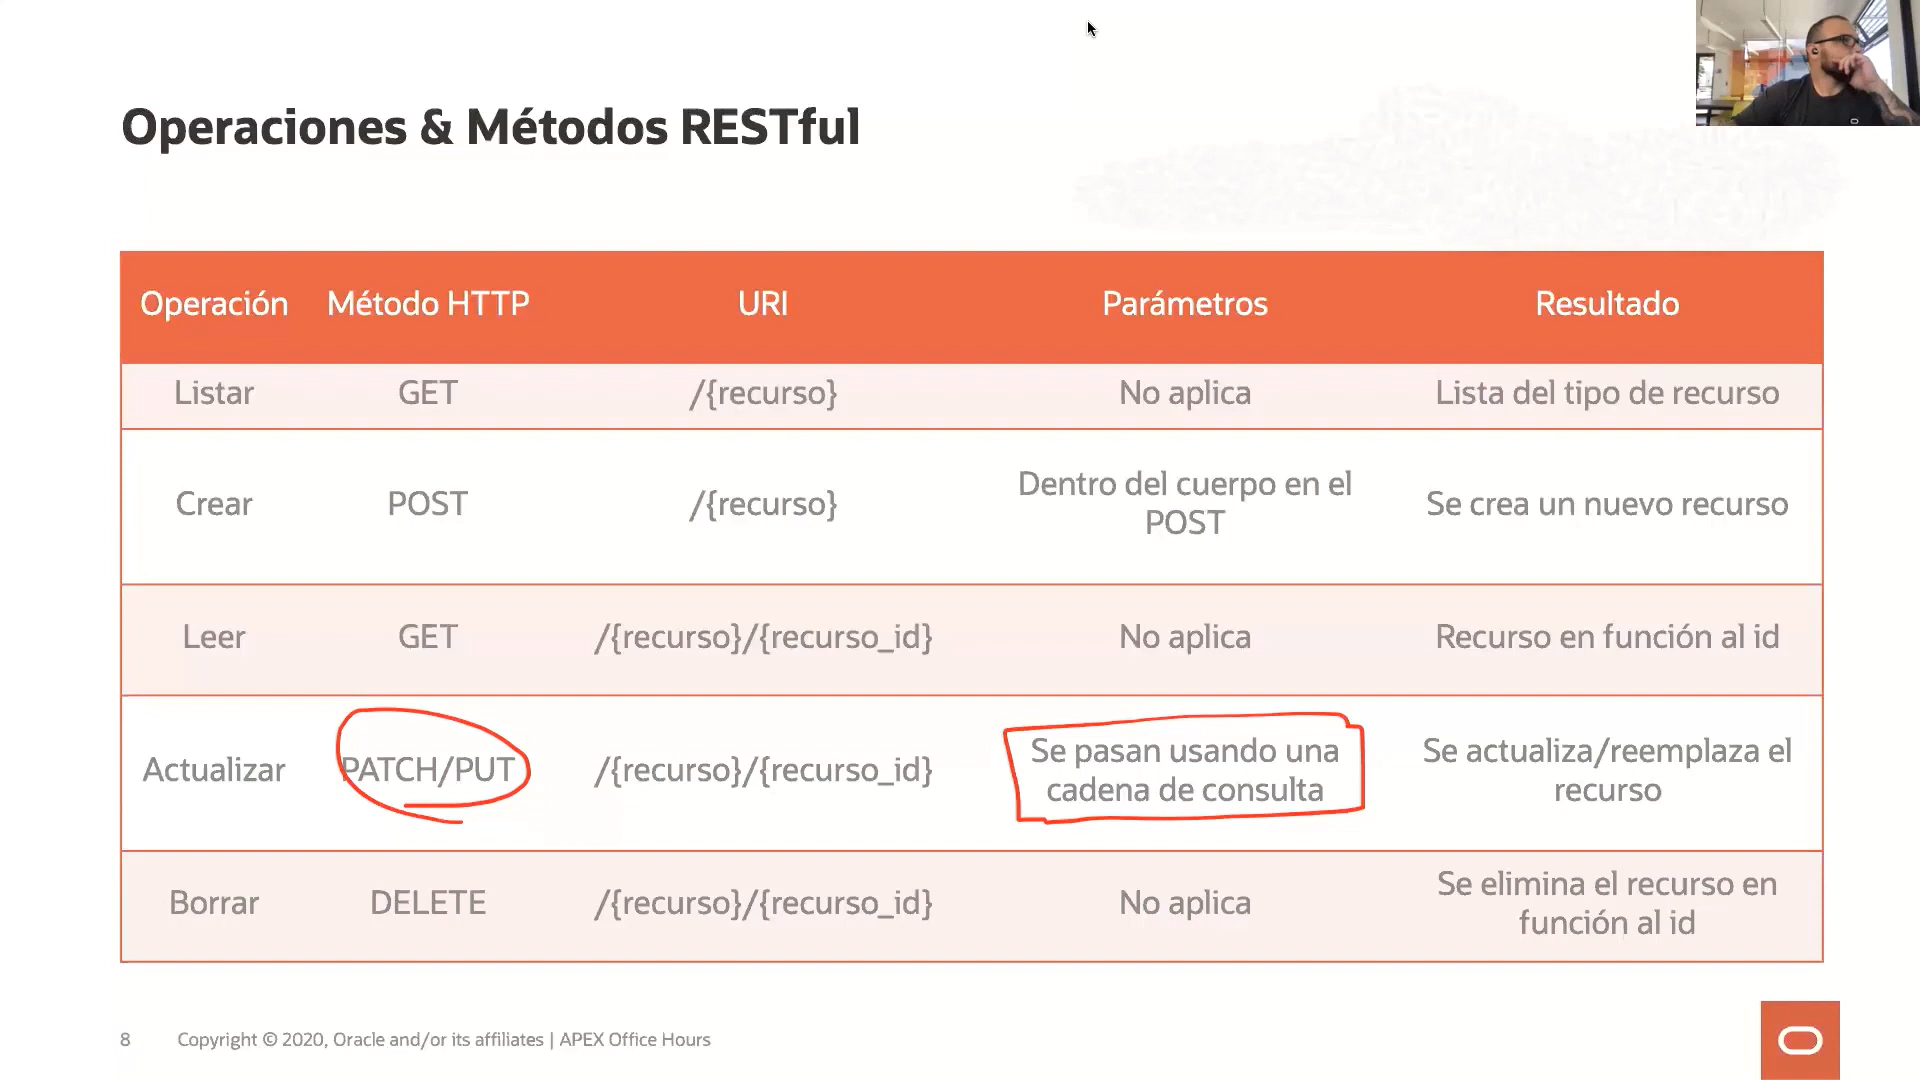 Operaciones & Métodos RESTful
Operación Método HTTP URI Parámetros Resultado
Listar GET /{recurso} No aplica Lista del tipo de recurso
Crear POST /{recurso} Dentro del cuerpo en el
POST Se crea un nuevo recurso
Leer GET /{recurso}/{recurso_id} No aplica Recurso en función al id
Actualizar PATCH/PUT /{recurso}/{recurso_id} Se pasan usando una
cadena de consulta Se actualiza/reemplaza el
recurso
Borrar DELETE /{recurso}/{recurso_id} No aplica Se elimina el recurso en
función al id
8 Copyright © 2020, Oracle and/or its affiliates | APEX Office Hours